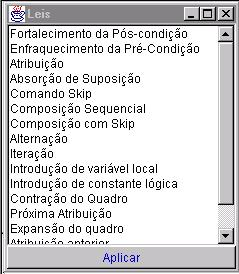 Leis
Fortalecimento da Pós-condição
Enfraquecimento da Pré-Condição
Atribuição
Absorção de Suposição
Comando Skip
Composição Sequencial
Composição com Skip
Alternação
Iteração
Introdução de variável local
Introdução de constante lógica
Contração do Quadro
Próxima Atribuição
Expansão do quadro
Atribuição anterior
Aplicar